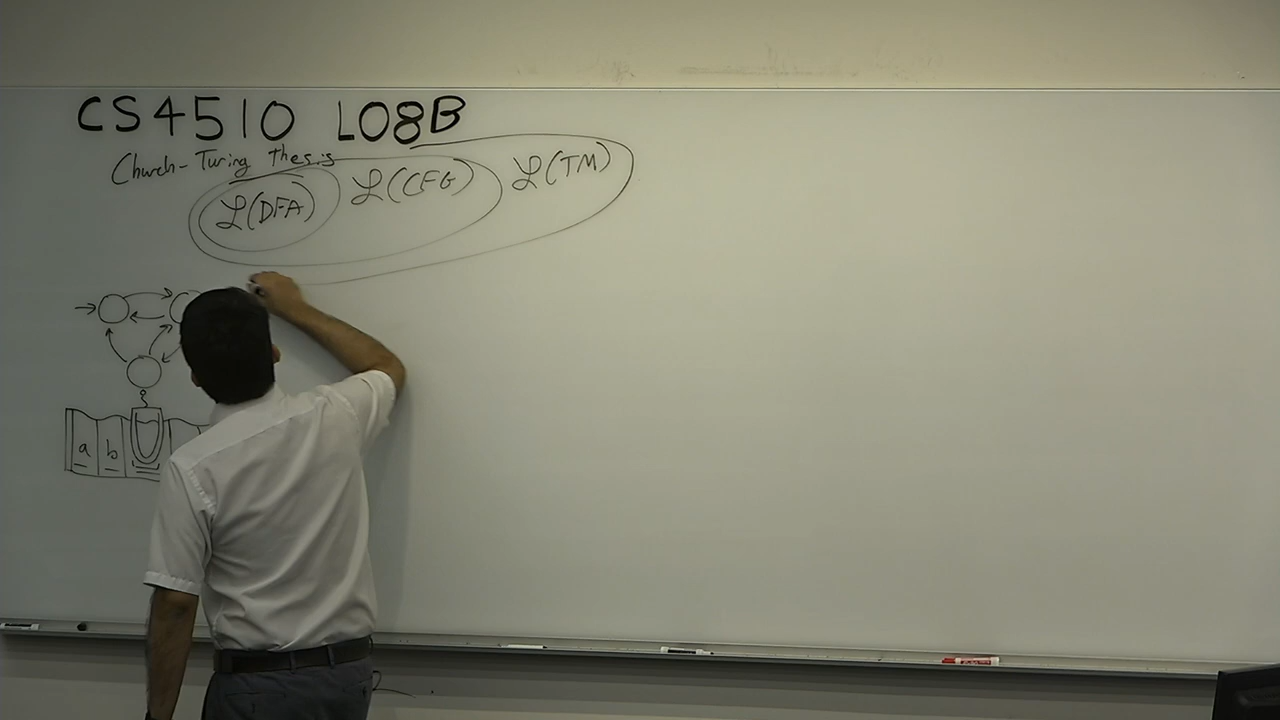 CS4510 L08B
Church-Turing thesis
ℒ(DFA) ℒ(CFG) ℒ(TM)
a b